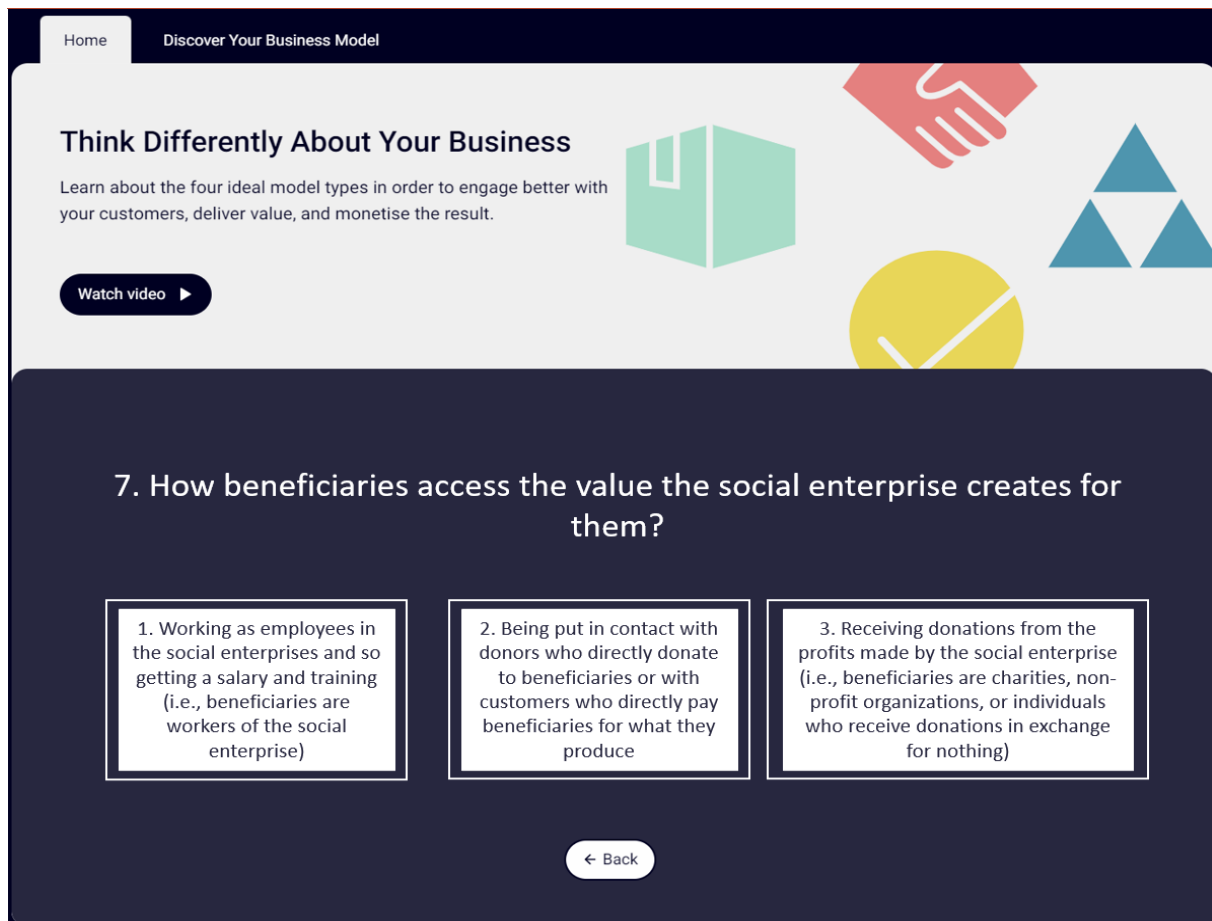 Home
Discover Your Business Model
Think Differently About Your Business
Learn about the four ideal model types in order to engage better with
your customers, deliver value, and monetise the result.
Watch video
7. How beneficiaries access the value the social enterprise creates for
them?
1. Working as employees in
the social enterprises and so
getting a salary and training
(i.e., beneficiaries are
workers of the social
enterprise)
2. Being put in contact with
donors who directly donate
to beneficiaries or with
customers who directly pay
beneficiaries for what they
produce
3. Receiving donations from the
profits made by the social enterprise
(i.e., beneficiaries are charities, non-
profit organizations, or individuals
who receive donations in exchange
for nothing)
← Back